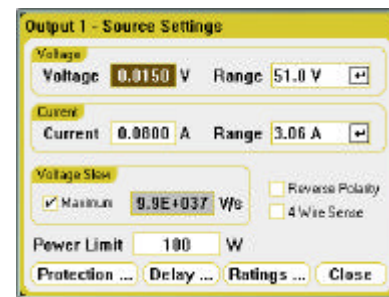 Output 1 - Source Settings
Voltage
Voltage 0.0150 V Range 51.0 V
Current
Current 0.0800 A Range 3.06 A
Voltage Slew
Maximum 9.9E+037 V/s
Reverse Polarity
4 Wire Sense
Power Limit 100 W
Protection ... Delay ... Ratings ... Close